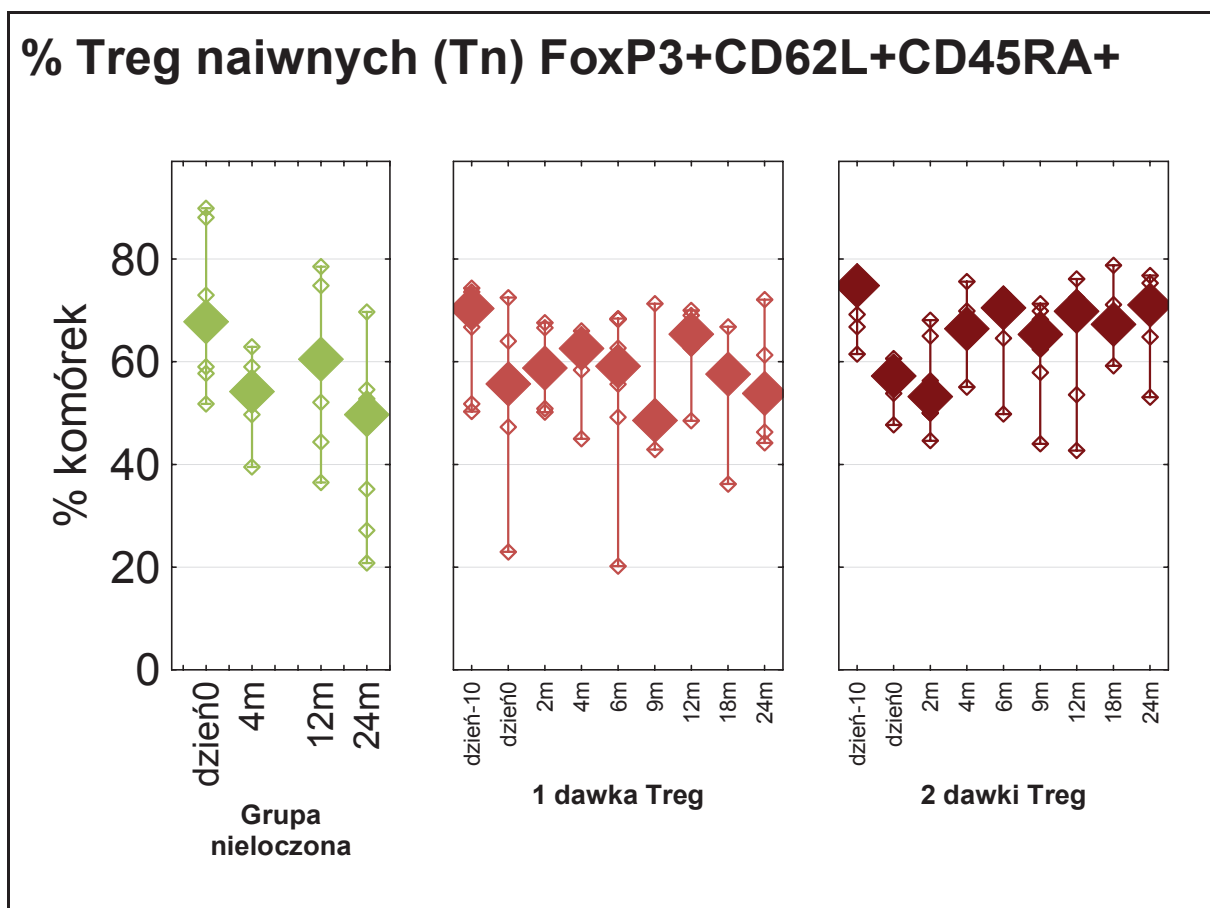 % Treg naiwnych (Tn) FoxP3+CD62L+CD45RA+
% komórek
80
60
40
20
0
dzień0
4m
12m
24m
Grupa
nieloczona
dzień-10
dzień0
2m
4m
6m
9m
12m
18m
24m
1 dawka Treg
dzień-10
dzień0
2m
4m
6m
9m
12m
18m
24m
2 dawki Treg